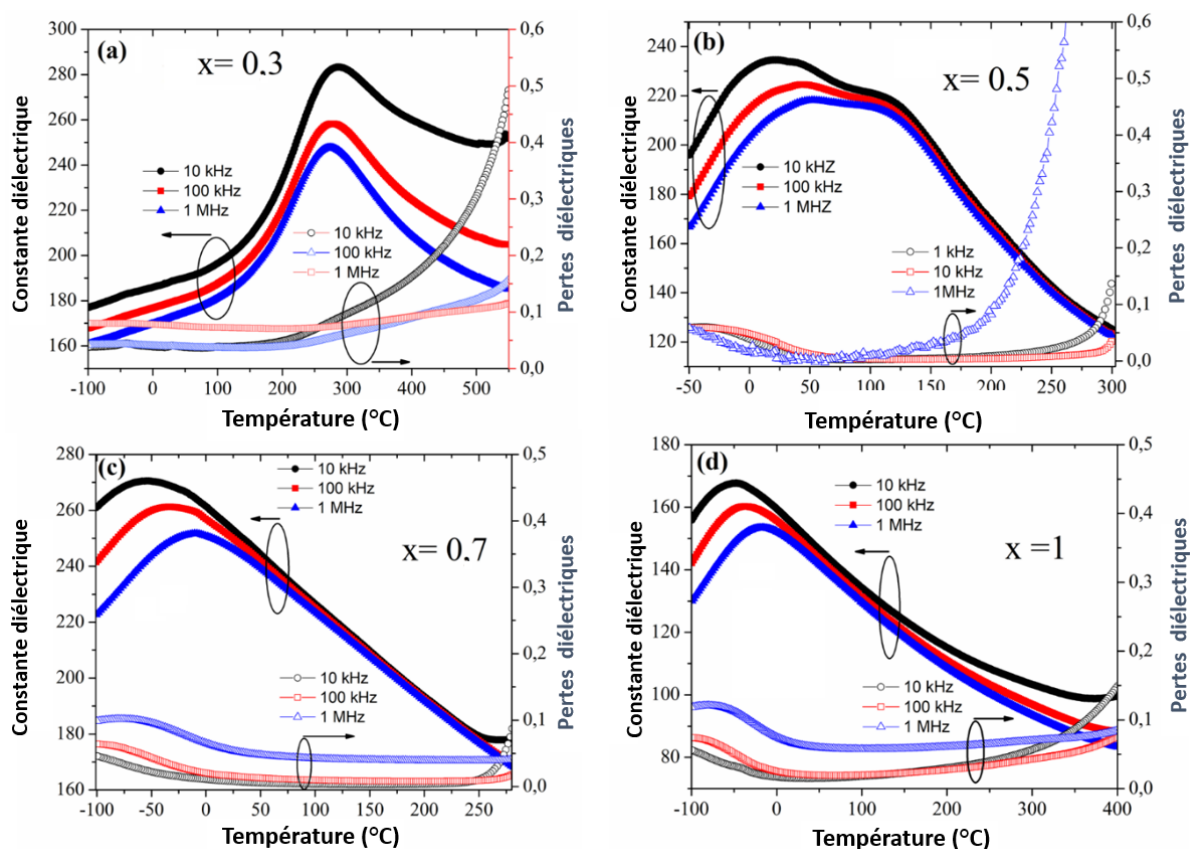 (a)
x= 0.3
Constante diélectrique
300
280
260
240
220
200
180
160
10 kHz
100 kHz
1 MHz
10 kHz
100 kHz
1 MHz
0,6
0,5
0,4
0,3
0,2
0,1
0,0
Pertes diélectriques
-100 0 100 200 300 400 500
Température (°C)
(b)
x= 0,5
Constante diélectrique
240
220
200
180
160
140
120
10 kHZ
100 kHZ
1 MHZ
1 kHz
10 kHz
1MHz
0,6
0,5
0,4
0,3
0,2
0,1
0,0
Pertes diélectriques
-50 0 50 100 150 200 250 300
Température (°C)
(c)
x= 0.7
Constante diélectrique
280
260
240
220
200
180
160
10 kHz
100 kHz
1 MHz
10 kHz
100 kHz
1 MHz
0,5
0,4
0,3
0,2
0,1
0,0
Pertes diélectriques
-100 -50 0 50 100 150 200 250
Température (°C)
(d)
x =1
Constante diélectrique
180
160
140
120
100
80
10 kHz
100 kHz
1 MHz
10 kHz
100 kHz
1 MHz
0,5
0,4
0,3
0,2
0,1
0,0
Pertes diélectriques
-100 0 100 200 300 400
Température (°C)